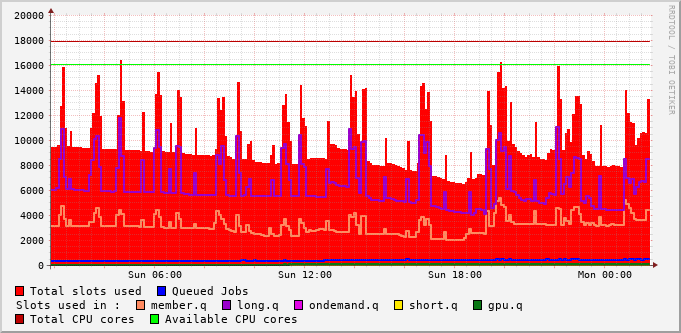 RRDTOOL / TOBI OETIKER
20000
18000
16000
14000
12000
10000
8000
6000
4000
2000
0
Sun 06:00 Sun 12:00 Sun 18:00 Mon 00:00
Total slots used Queued Jobs
Slots used in : member.q long.q ondemand.q short.q gpu.q
Total CPU cores Available CPU cores